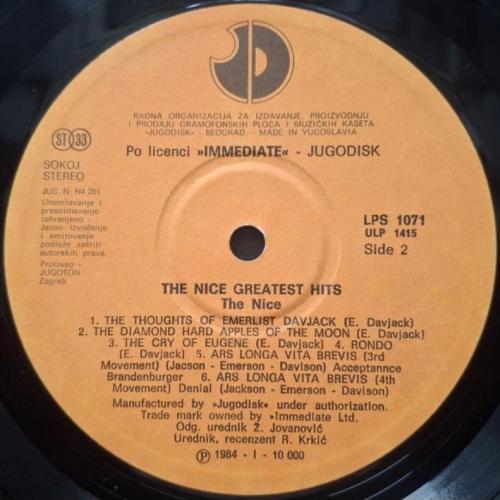 RADNA ORGANIZACIJA ZA IZDAVANJE, PROIZVODNJU
I PRODAJU GRAMOFONSKIH PLOČA I MUZIČKIH KASETA
»JUGODISK« - BEOGRAD - MADE IN YUGOSLAVIA
Po licenci »IMMEDIATE« - JUGODISK
ST 33
SOKOJ
STEREO
JUS. N. N4 201
Umnožavanje i
presnimavanje
zabranjeno -
Javno izvođenje
i emitovanje
podleže zaštiti
autorskih prava
Proizveo -
JUGOTON
Zagreb
LPS 1071
ULP 1415
Side 2
THE NICE GREATEST HITS
The Nice
1. THE THOUGHTS OF EMERLIST DAVJACK (E. Davjack)
2. THE DIAMOND HARD APPLES OF THE MOON (E. Davjack)
3. THE CRY OF EUGENE (E. Davjack) 4. RONDO
(E. Davjack) 5. ARS LONGA VITA BREVIS (3rd
Movement) (Jacson - Emerson - Davison) Acceptannce
Brandenburger 6. ARS LONGA VITA BREVIS (4th
Movement) Denial (Jackson - Emerson - Davison)
Manufactured by »Jugodisk« under authorization.
Trade mark owned by »Immediate Ltd.
Odg. urednik Ž. Jovanović
Urednik, recenzent R. Krkić
Ⓟ 1984 - I - 10 000